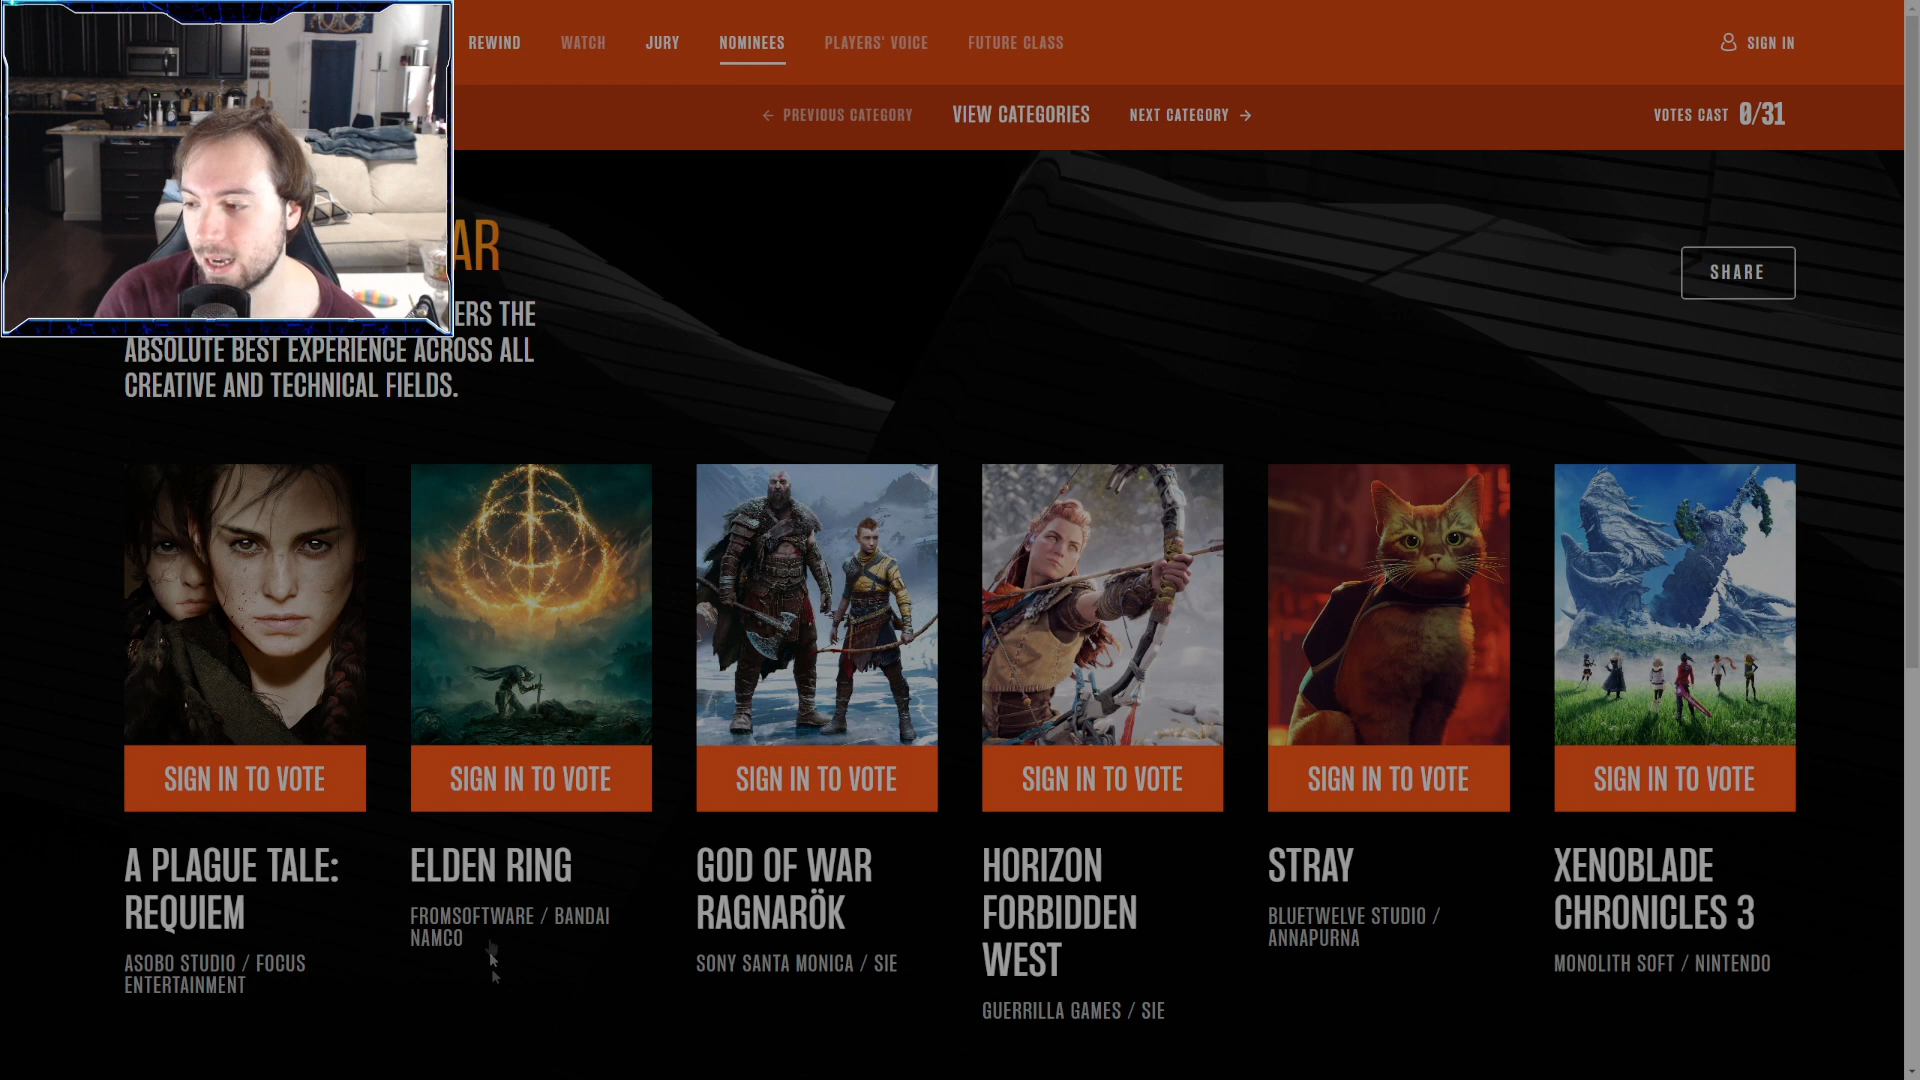 REWIND WATCH JURY NOMINEES PLAYERS' VOICE FUTURE CLASS SIGN IN
← PREVIOUS CATEGORY VIEW CATEGORIES NEXT CATEGORY → VOTES CAST 0/31
AR
SHARE
ERS THE
ABSOLUTE BEST EXPERIENCE ACROSS ALL
CREATIVE AND TECHNICAL FIELDS.
SIGN IN TO VOTE
A PLAGUE TALE:
REQUIEM
ASOBO STUDIO / FOCUS
ENTERTAINMENT
SIGN IN TO VOTE
ELDEN RING
FROMSOFTWARE / BANDAI
NAMCO
SIGN IN TO VOTE
GOD OF WAR
RAGNARÖK
SONY SANTA MONICA / SIE
SIGN IN TO VOTE
HORIZON
FORBIDDEN
WEST
GUERRILLA GAMES / SIE
SIGN IN TO VOTE
STRAY
BLUETWELVE STUDIO /
ANNAPURNA
SIGN IN TO VOTE
XENOBLADE
CHRONICLES 3
MONOLITH SOFT / NINTENDO